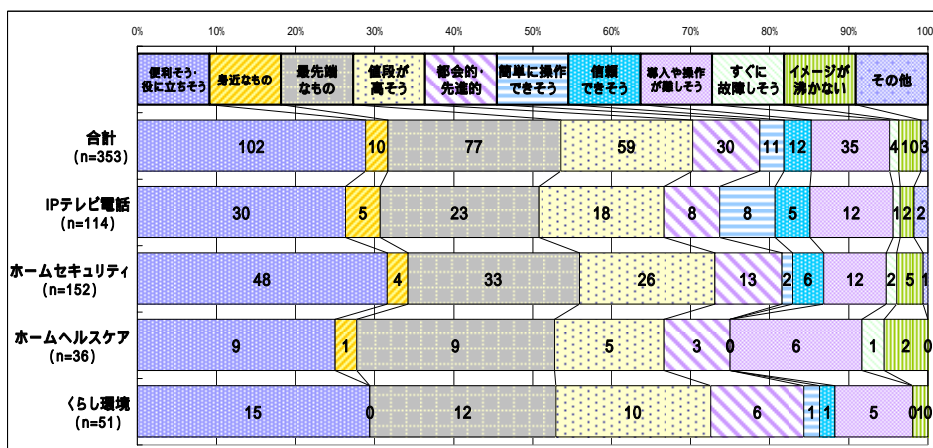 0% 10% 20% 30% 40% 50% 60% 70% 80% 90% 100%
便利そう・
役に立ちそう
身近なもの
最先端
なもの
値段が
高そう
都会的・
先進的
簡単に操作
できそう
信頼
できそう
導入や操作
が難しそう
すぐに
故障しそう
イメージが
沸かない
その他
合計
(n=353)
102 10 77 59 30 11 12 35 4 10 3
IPテレビ電話
(n=114)
30 5 23 18 8 8 5 12 1 2 2
ホームセキュリティ
(n=152)
48 4 33 26 13 2 6 12 2 5 1
ホームヘルスケア
(n=36)
9 1 9 5 3 0 6 1 2 0
くらし環境
(n=51)
15 0 12 10 6 1 1 5 0 1 0